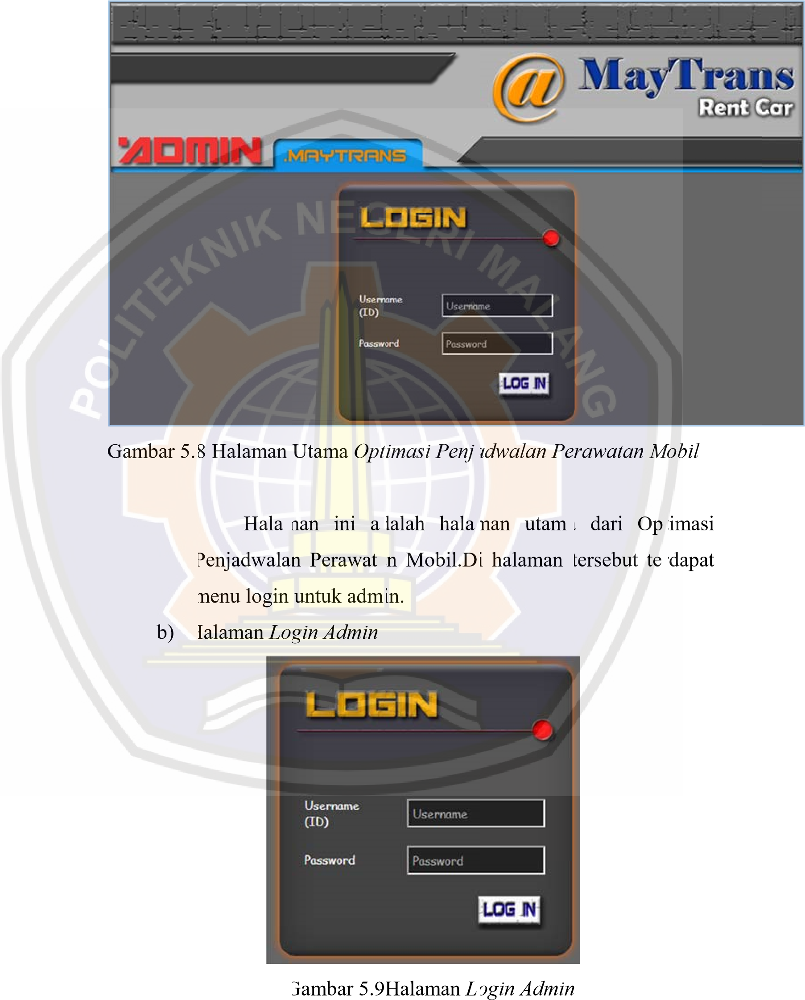 @ MayTrans
Rent Car
ADMIN .MAYTRANS
LOGIN
Username
(ID)
Username
Password
Password
LOG IN
POLITEKNIK NEGERI MALANG
Gambar 5.8 Halaman Utama Optimasi Penjadwalan Perawatan Mobil
Halaman ini adalah halaman utama dari Optimasi
Penjadwalan Perawatan Mobil.Di halaman tersebut terdapat
menu login untuk admin.
b) Halaman Login Admin
LOGIN
Username
(ID)
Username
Password
Password
LOG IN
Gambar 5.9Halaman Login Admin